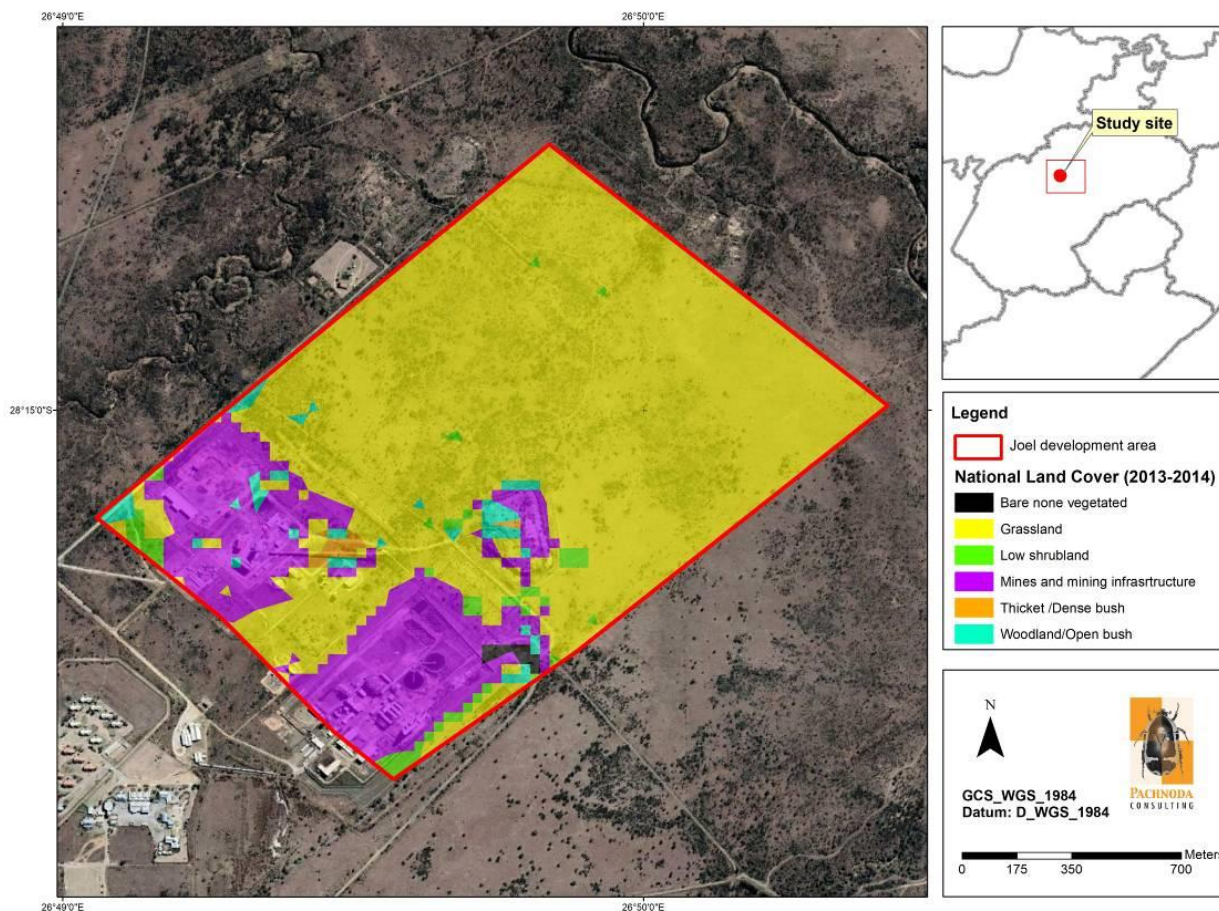 26°49'0"E
26°50'0"E
28°15'0"S
26°49'0"E
26°50'0"E
Study site
Legend
Joel development area
National Land Cover (2013-2014)
Bare none vegetated
Grassland
Low shrubland
Mines and mining infrasrtructure
Thicket /Dense bush
Woodland/Open bush
N
PACHNODA
CONSULTING
GCS_WGS_1984
Datum: D_WGS_1984
Meters
0 175 350 700